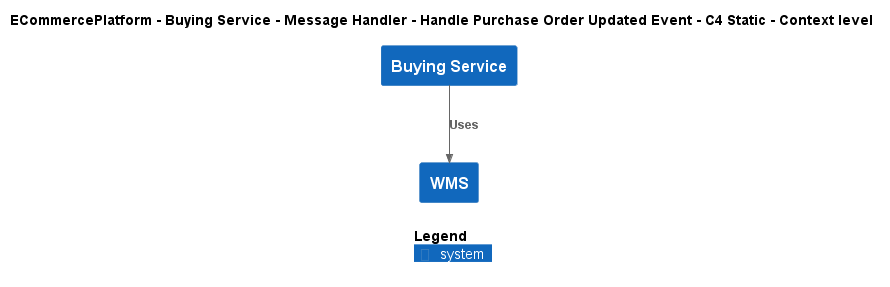 ECommercePlatform - Buying Service - Message Handler - Handle Purchase Order Updated Event - C4 Static - Context level
Buying Service
Uses
WMS
Legend
system